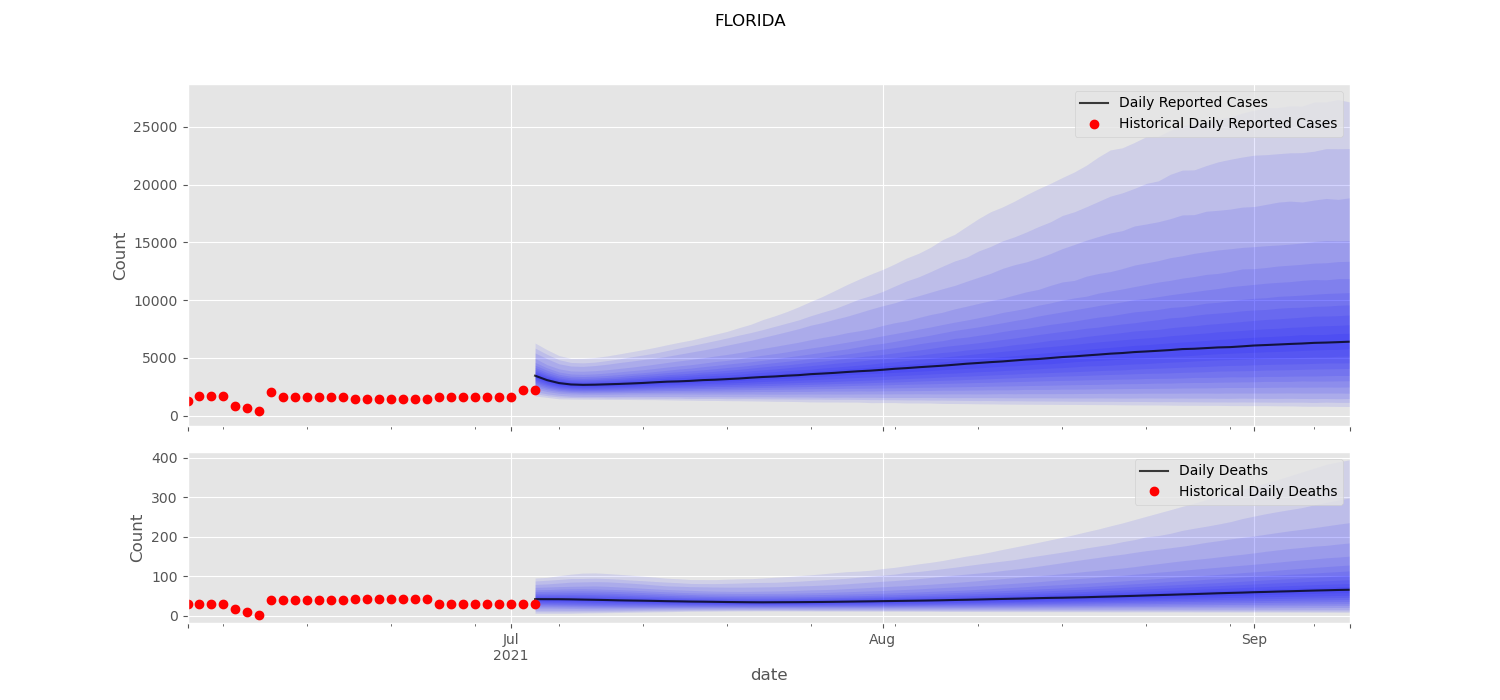 FLORIDA
Daily Reported Cases
Historical Daily Reported Cases
25000
20000
15000
10000
5000
0
Count
Daily Deaths
Historical Daily Deaths
400
300
200
100
0
Count
Jul
2021
Aug
Sep
date